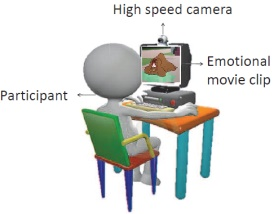 High speed camera
Emotional
movie clip
Participant